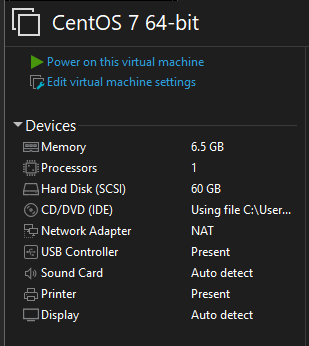 CentOS 7 64-bit
Power on this virtual machine
Edit virtual machine settings
Devices
Memory 6.5 GB
Processors 1
Hard Disk (SCSI) 60 GB
CD/DVD (IDE) Using file C:\User...
Network Adapter NAT
USB Controller Present
Sound Card Auto detect
Printer Present
Display Auto detect